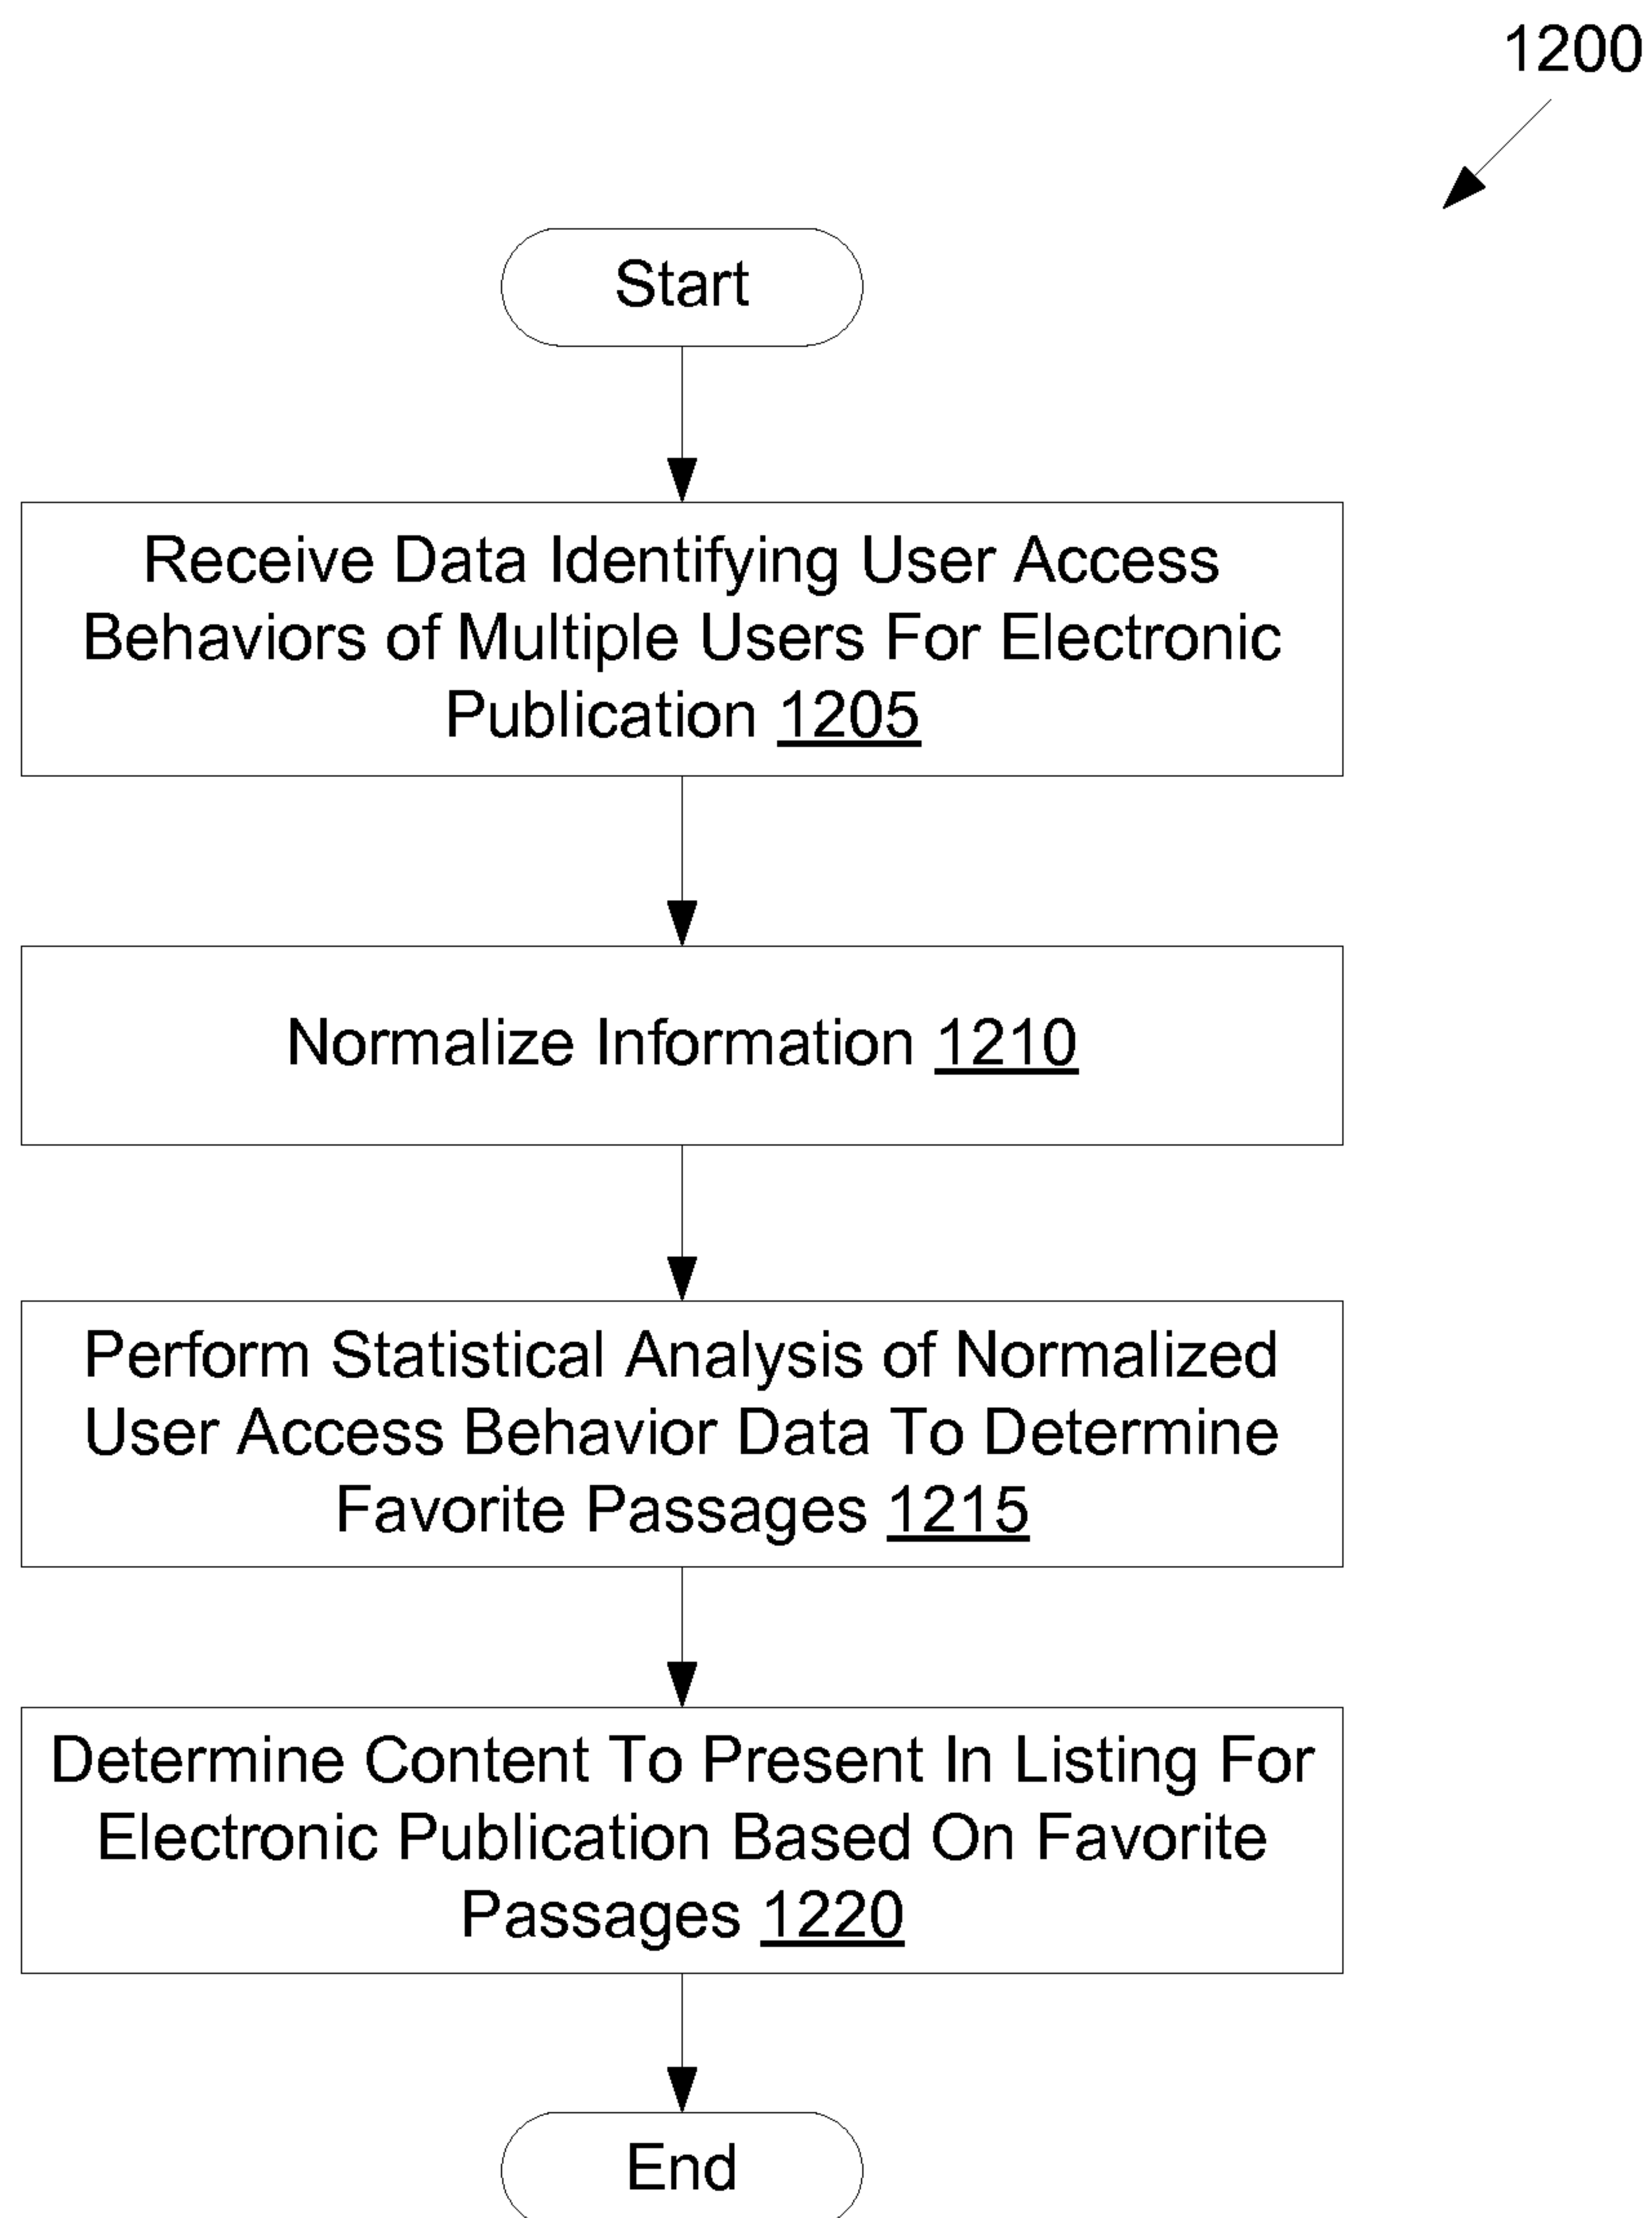 1200
Start
Receive Data Identifying User Access
Behaviors of Multiple Users For Electronic
Publication 1205
Normalize Information 1210
Perform Statistical Analysis of Normalized
User Access Behavior Data To Determine
Favorite Passages 1215
Determine Content To Present In Listing For
Electronic Publication Based On Favorite
Passages 1220
End